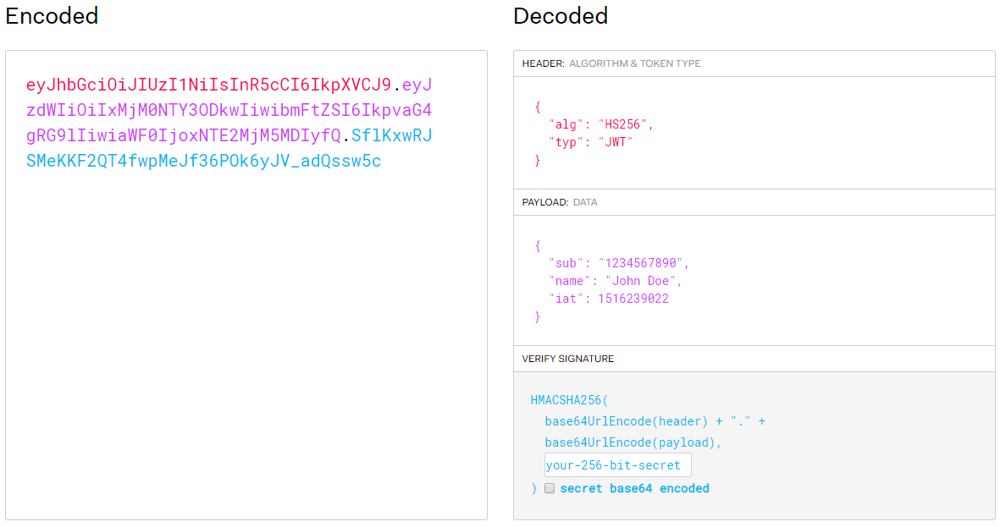 Encoded
eyJhbGciOiJIUzI1NiIsInR5cCI6IkpXVCJ9.eyJ
zdWIiOiIxMjM0NTY3ODkwIiwibmFtZSI6IkpvaG4
gRG9lIiwiaWF0IjoxNTE2MjM5MDIyfQ.SflKxwRJ
SMeKKF2QT4fwpMeJf36POk6yJV_adQssw5c
Decoded
HEADER: ALGORITHM & TOKEN TYPE
{
"alg": "HS256",
"typ": "JWT"
}
PAYLOAD: DATA
{
"sub": "1234567890",
"name": "John Doe",
"iat": 1516239022
}
VERIFY SIGNATURE
HMACSHA256(
base64UrlEncode(header) + "." +
base64UrlEncode(payload),
your-256-bit-secret
) secret base64 encoded